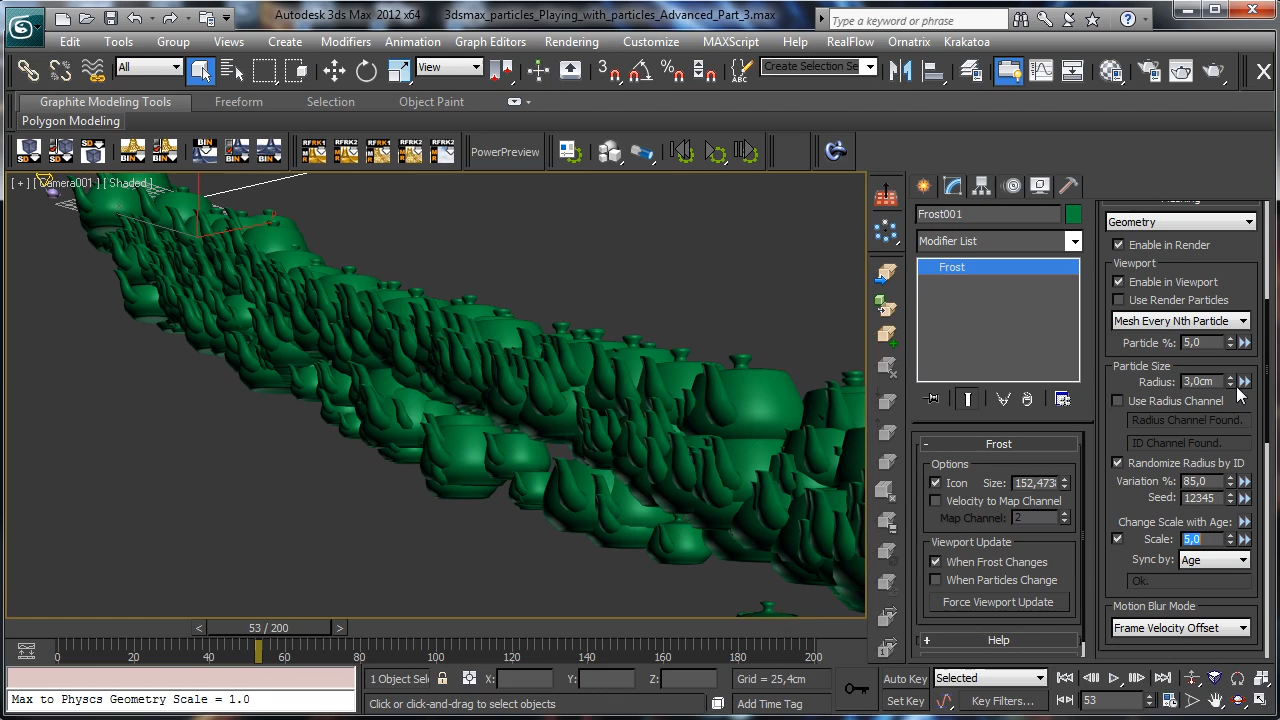 Autodesk 3ds Max 2012 x64 3dsmax_particles_Playing_with_particles_Advanced_Part_3.max
Type a keyword or phrase
Edit Tools Group Views Create Modifiers Animation Graph Editors Rendering Customize MAXScript Help RealFlow Ornatrix Krakatoa
All View Create Selection Se
Graphite Modeling Tools Freeform Selection Object Paint
Polygon Modeling
PowerPreview
[ + ] [ Camera001 ] [ Shaded ]
Frost001
Modifier List
Frost
Frost
Options
Icon Size: 152,473
Velocity to Map Channel
Map Channel: 2
Viewport Update
When Frost Changes
When Particles Change
Force Viewport Update
Help
Geometry
Enable in Render
Viewport
Enable in Viewport
Use Render Particles
Mesh Every Nth Particle
Particle %: 5,0
Particle Size
Radius: 3,0cm
Use Radius Channel
Radius Channel Found.
ID Channel Found.
Randomize Radius by ID
Variation %: 85,0
Seed: 12345
Change Scale with Age:
Scale: 5,0
Sync by: Age
Ok.
Motion Blur Mode
Frame Velocity Offset
53 / 200
0 20 40 60 80 100 120 140 160 180 200
Max to Physcs Geometry Scale = 1.0
1 Object Sel X: Y: Z: Grid = 25,4cm
Click or click-and-drag to select objects Add Time Tag
Auto Key Selected
Set Key Key Filters... 53